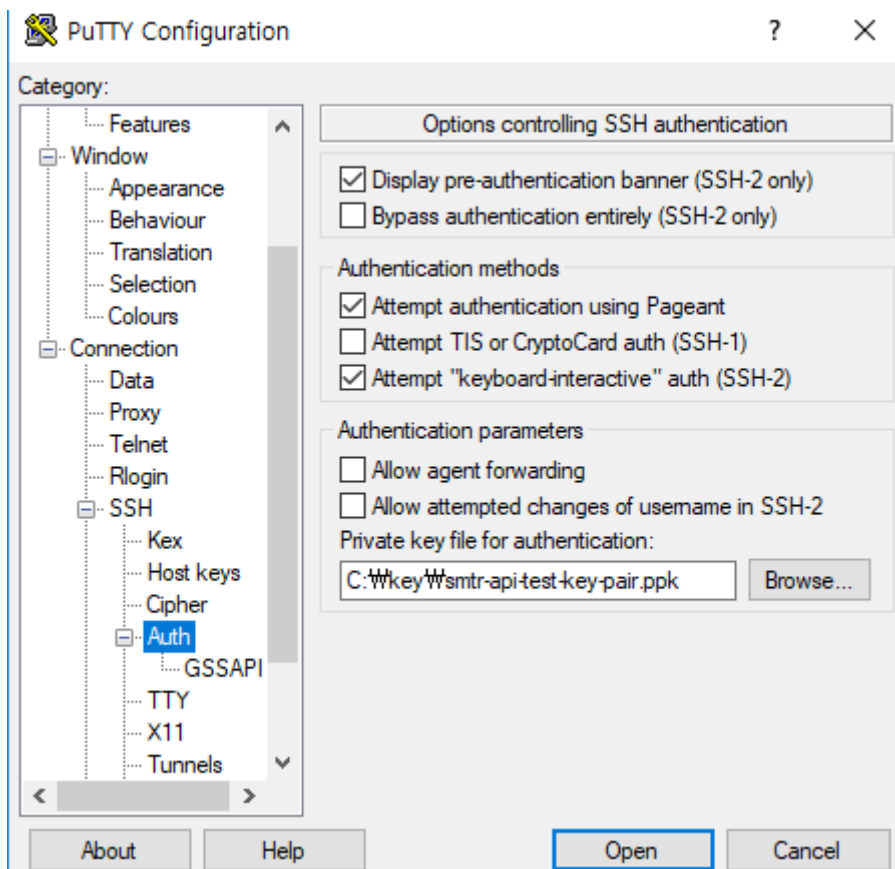 PuTTY Configuration
?
Category:
Features
Window
Appearance
Behaviour
Translation
Selection
Colours
Connection
Data
Proxy
Telnet
Rlogin
SSH
Kex
Host keys
Cipher
Auth
GSSAPI
TTY
X11
Tunnels
Options controlling SSH authentication
Display pre-authentication banner (SSH-2 only)
Bypass authentication entirely (SSH-2 only)
Authentication methods
Attempt authentication using Pageant
Attempt TIS or CryptoCard auth (SSH-1)
Attempt "keyboard-interactive" auth (SSH-2)
Authentication parameters
Allow agent forwarding
Allow attempted changes of username in SSH-2
Private key file for authentication:
C:₩key₩smtr-api-test-key-pair.ppk
Browse...
About
Help
Open
Cancel